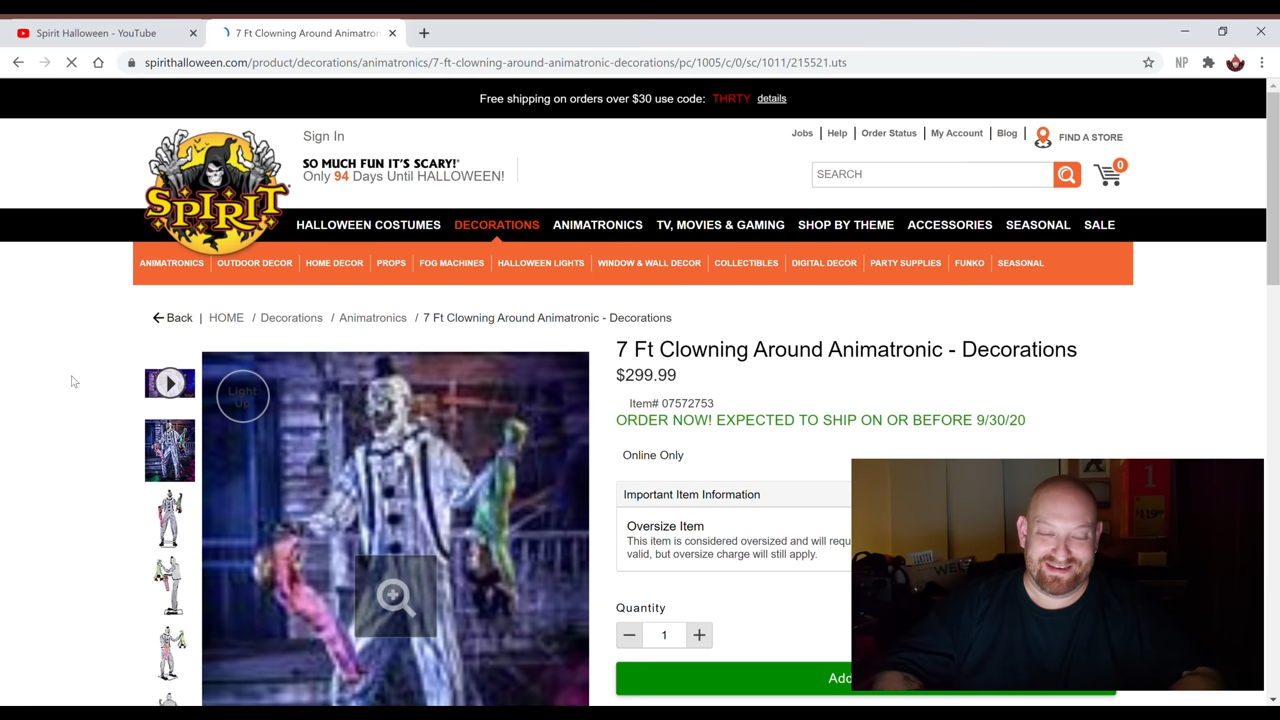 Spirit Halloween - YouTube
7 Ft Clowning Around Animatron
spirithalloween.com/product/decorations/animatronics/7-ft-clowning-around-animatronic-decorations/pc/1005/c/0/sc/1011/215521.uts
NP
Free shipping on orders over $30 use code: THRTY details
Sign In
Jobs | Help | Order Status | My Account | Blog | FIND A STORE
SO MUCH FUN IT'S SCARY!
Only 94 Days Until HALLOWEEN!
SEARCH
0
SPIRIT
HALLOWEEN COSTUMES DECORATIONS ANIMATRONICS TV, MOVIES & GAMING SHOP BY THEME ACCESSORIES SEASONAL SALE
ANIMATRONICS OUTDOOR DECOR HOME DECOR PROPS FOG MACHINES HALLOWEEN LIGHTS WINDOW & WALL DECOR COLLECTIBLES DIGITAL DECOR PARTY SUPPLIES FUNKO SEASONAL
Back | HOME / Decorations / Animatronics / 7 Ft Clowning Around Animatronic - Decorations
7 Ft Clowning Around Animatronic - Decorations
$299.99
Light Up
Item# 07572753
ORDER NOW! EXPECTED TO SHIP ON OR BEFORE 9/30/20
Online Only
Important Item Information
Oversize Item
This item is considered oversized and will requ
valid, but oversize charge will still apply.
Quantity
1
Add